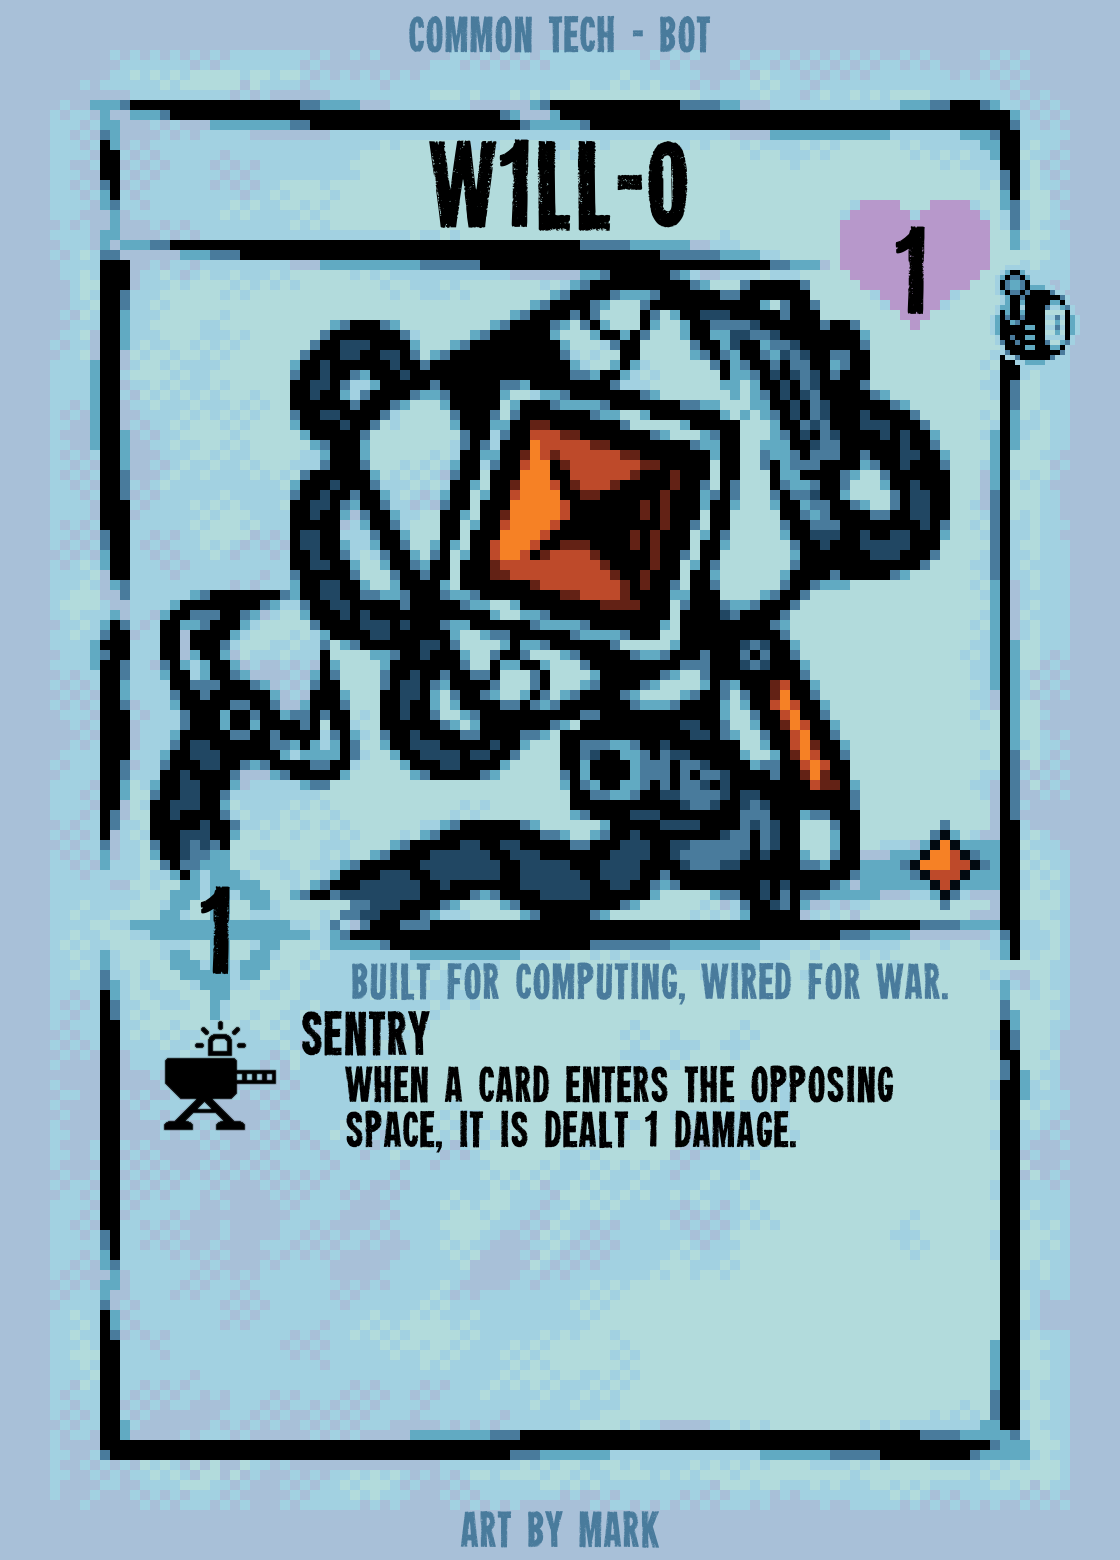 COMMON TECH - BOT
W1LL-0
1
1
BUILT FOR COMPUTING, WIRED FOR WAR.
SENTRY
WHEN A CARD ENTERS THE OPPOSING
SPACE, IT IS DEALT 1 DAMAGE.
ART BY MARK